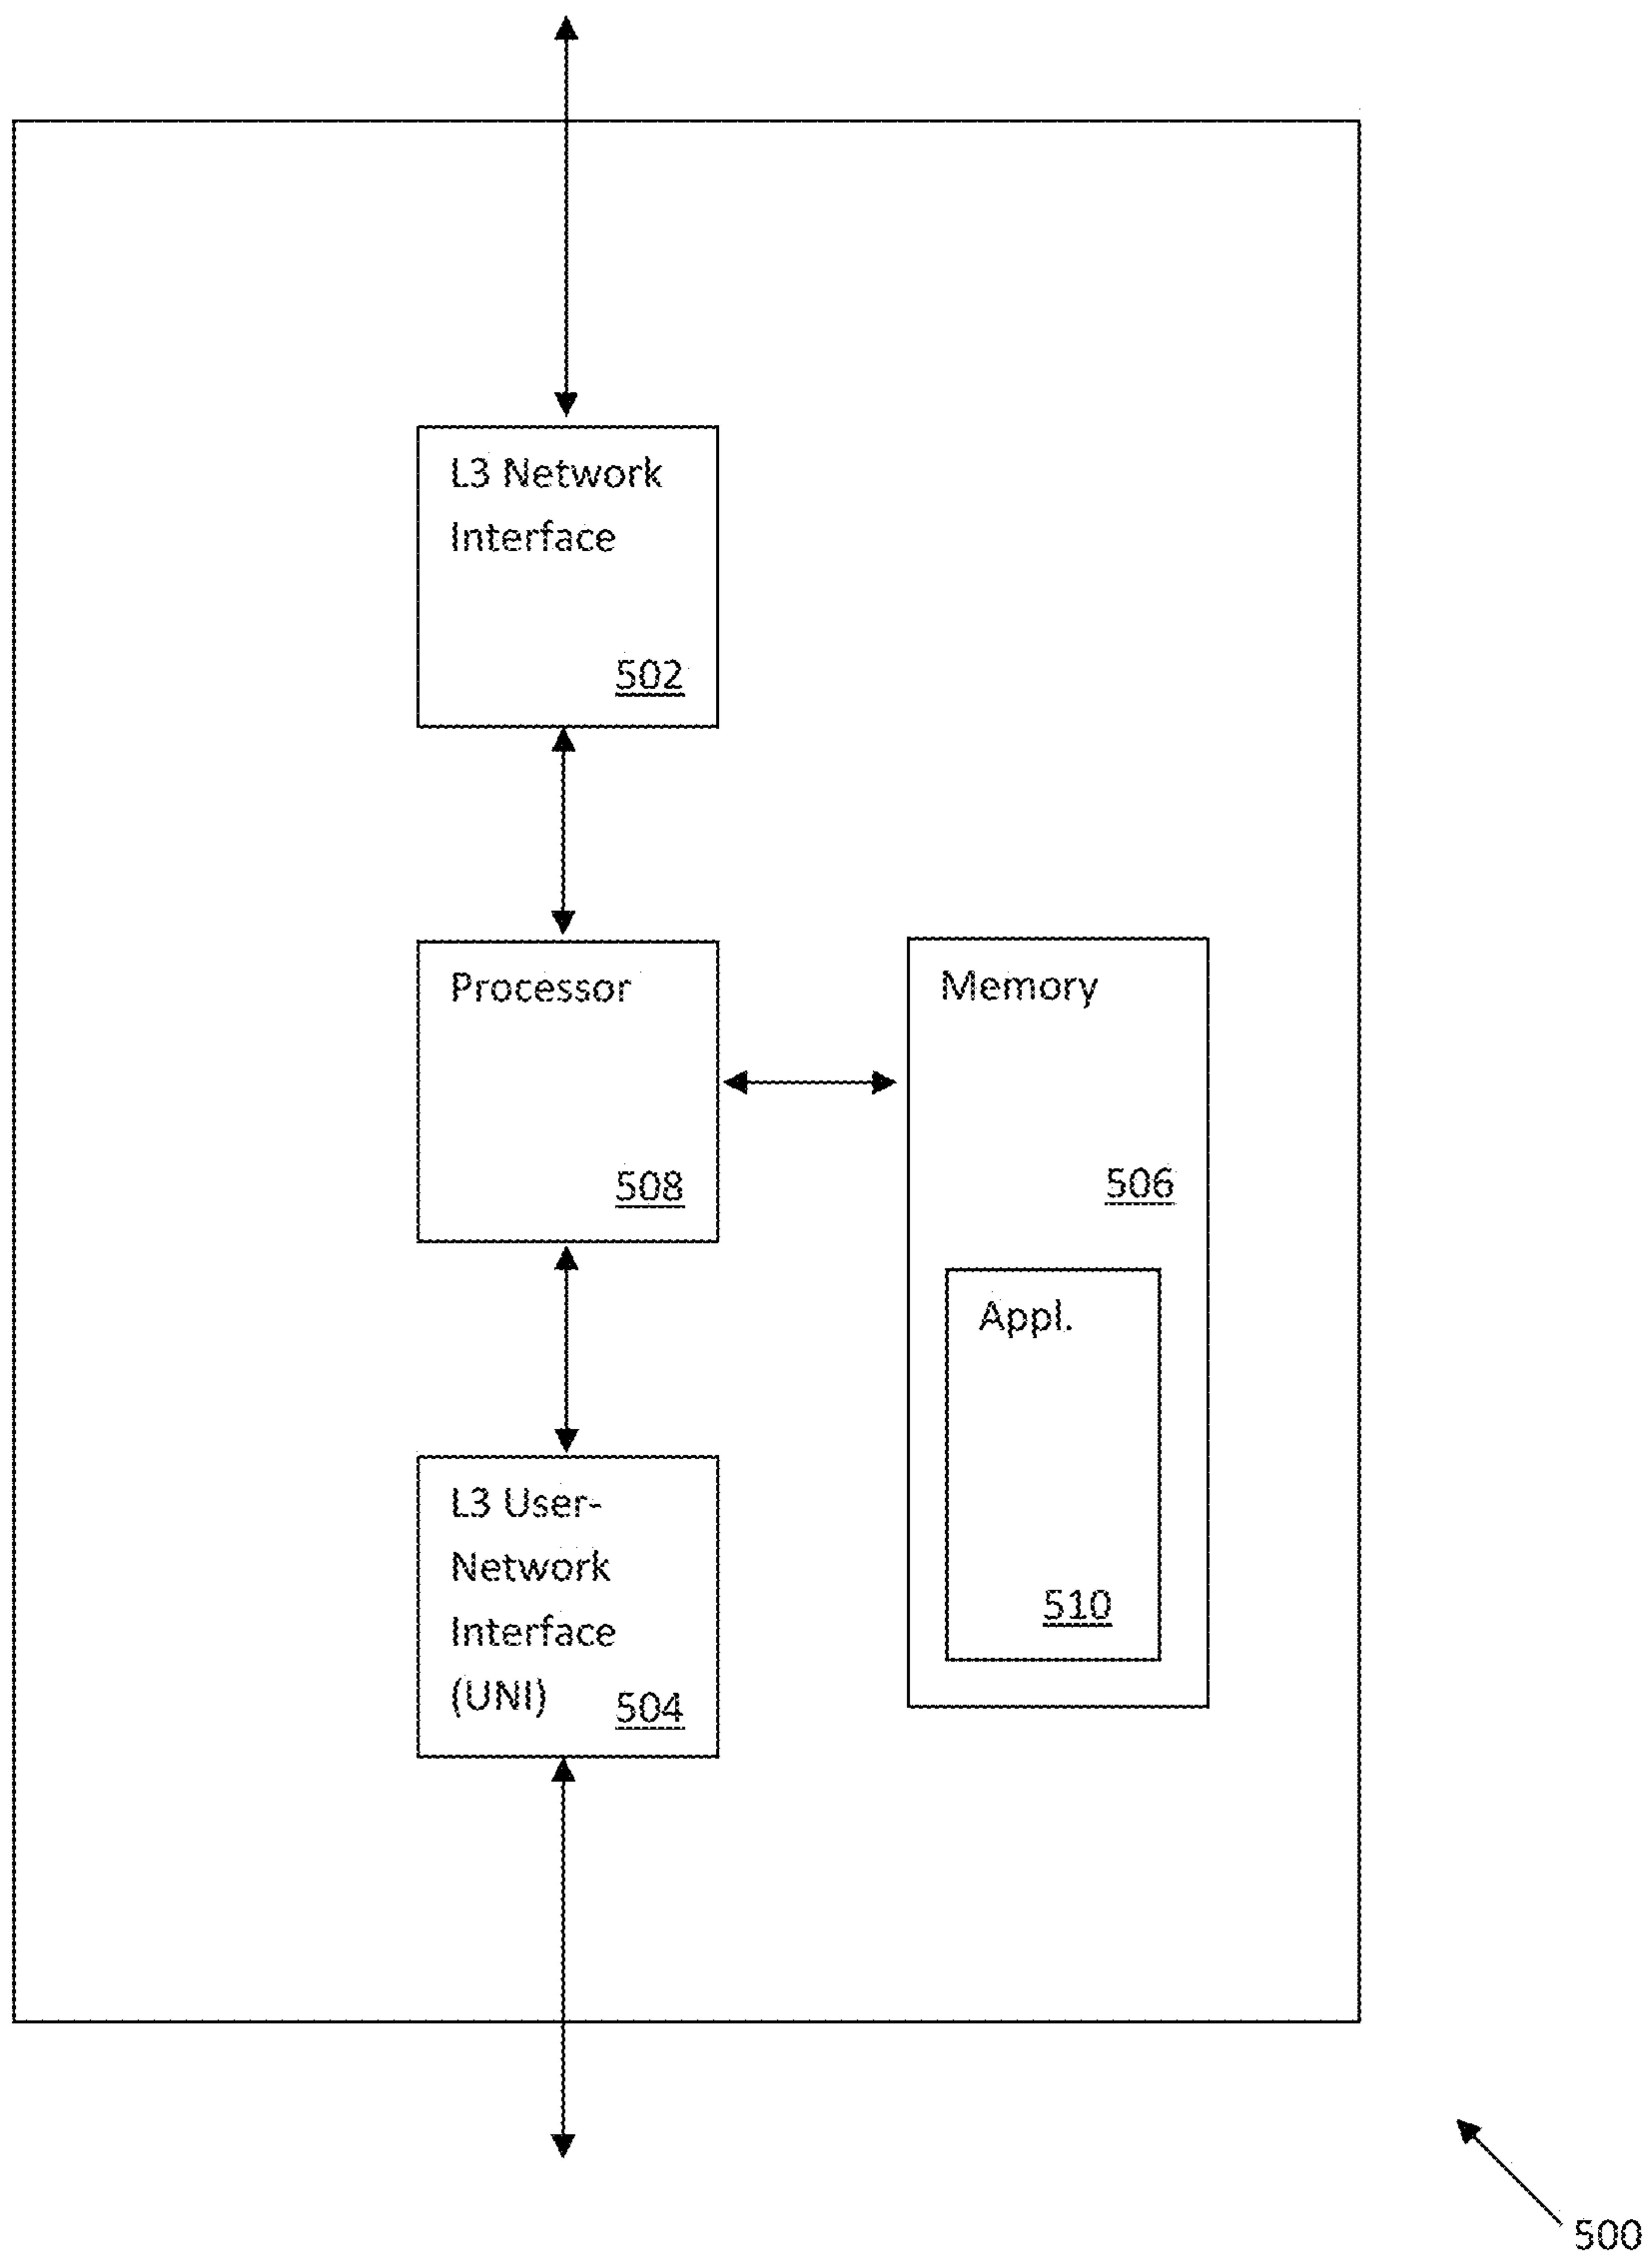 L3 Network
Interface
502
Processor
508
Memory
506
Appl.
510
L3 User-
Network
Interface
(UNI)
504
500